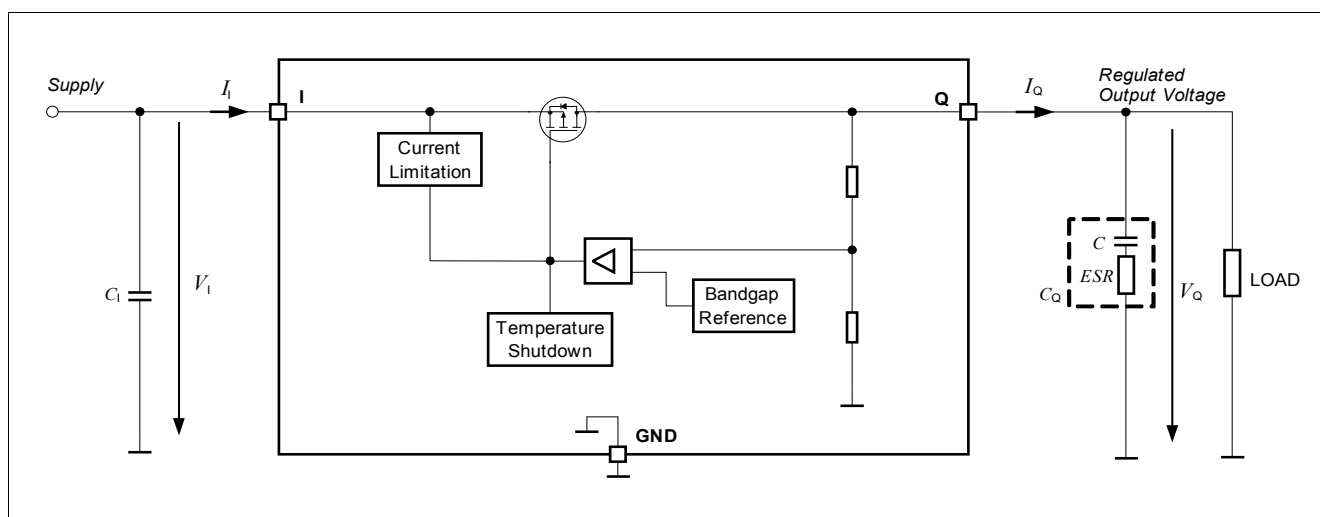 Supply
I_I
I
Q
I_Q
Regulated
Output Voltage
Current
Limitation
C_I
V_I
Bandgap
Reference
Temperature
Shutdown
C
ESR
C_Q
V_Q
LOAD
GND